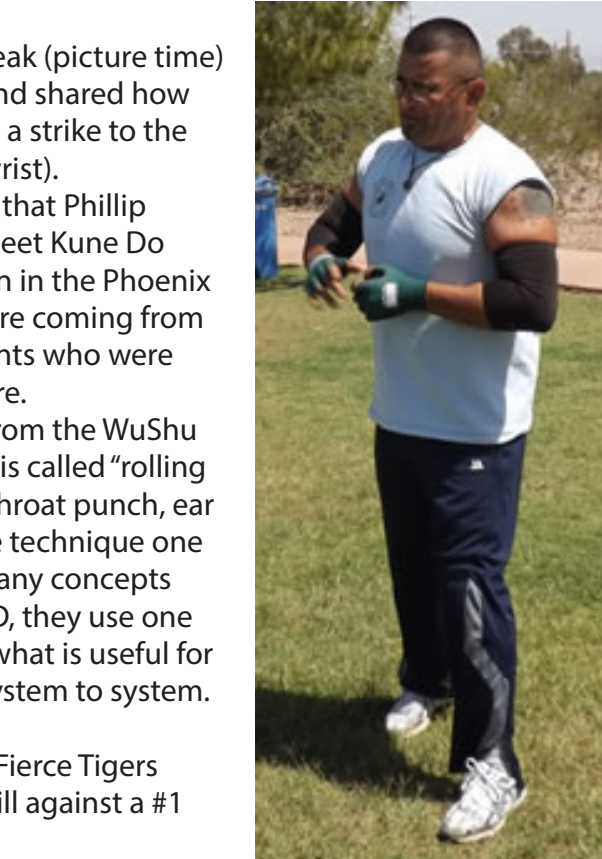 eak (picture time)
nd shared how
a strike to the
rist).
that Phillip
eet Kune Do
n in the Phoenix
re coming from
nts who were
re.
rom the WuShu
is called “rolling
hroat punch, ear
e technique one
any concepts
D, they use one
what is useful for
ystem to system.
Fierce Tigers
ill against a #1